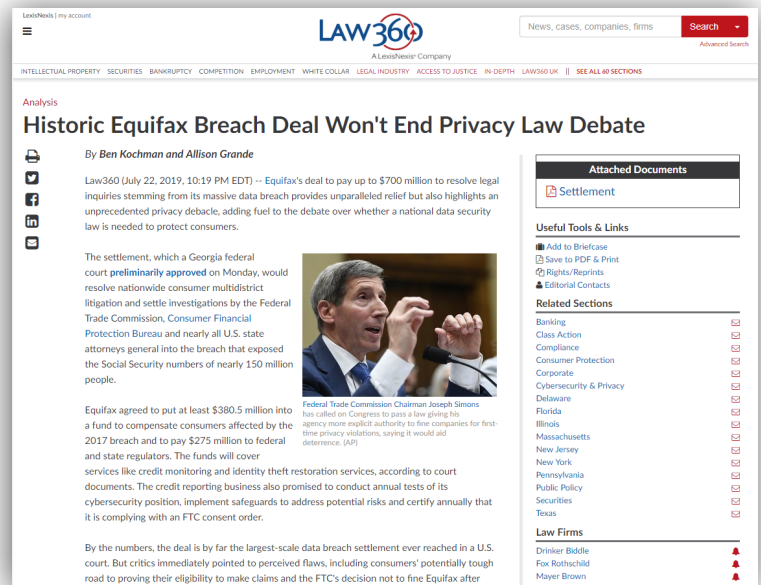 LexisNexis | my account
LAW360
A LexisNexis® Company
News, cases, companies, firms
Search
Advanced Search
INTELLECTUAL PROPERTY SECURITIES BANKRUPTCY COMPETITION EMPLOYMENT WHITE COLLAR LEGAL INDUSTRY ACCESS TO JUSTICE IN-DEPTH LAW360 UK || SEE ALL 60 SECTIONS
Analysis
Historic Equifax Breach Deal Won't End Privacy Law Debate
By Ben Kochman and Allison Grande
Law360 (July 22, 2019, 10:19 PM EDT) -- Equifax's deal to pay up to $700 million to resolve legal
inquiries stemming from its massive data breach provides unparalleled relief but also highlights an
unprecedented privacy debacle, adding fuel to the debate over whether a national data security
law is needed to protect consumers.
The settlement, which a Georgia federal
court preliminarily approved on Monday, would
resolve nationwide consumer multidistrict
litigation and settle investigations by the Federal
Trade Commission, Consumer Financial
Protection Bureau and nearly all U.S. state
attorneys general into the breach that exposed
the Social Security numbers of nearly 150 million
people.
Federal Trade Commission Chairman Joseph Simons
has called on Congress to pass a law giving his
agency more explicit authority to fine companies for first-
time privacy violations, saying it would aid
deterrence. (AP)
Equifax agreed to put at least $380.5 million into
a fund to compensate consumers affected by the
2017 breach and to pay $275 million to federal
and state regulators. The funds will cover
services like credit monitoring and identity theft restoration services, according to court
documents. The credit reporting business also promised to conduct annual tests of its
cybersecurity position, implement safeguards to address potential risks and certify annually that
it is complying with an FTC consent order.
By the numbers, the deal is by far the largest-scale data breach settlement ever reached in a U.S.
court. But critics immediately pointed to perceived flaws, including consumers' potentially tough
road to proving their eligibility to make claims and the FTC's decision not to fine Equifax after
Attached Documents
Settlement
Useful Tools & Links
Add to Briefcase
Save to PDF & Print
Rights/Reprints
Editorial Contacts
Related Sections
Banking
Class Action
Compliance
Consumer Protection
Corporate
Cybersecurity & Privacy
Delaware
Florida
Illinois
Massachusetts
New Jersey
New York
Pennsylvania
Public Policy
Securities
Texas
Law Firms
Drinker Biddle
Fox Rothschild
Mayer Brown